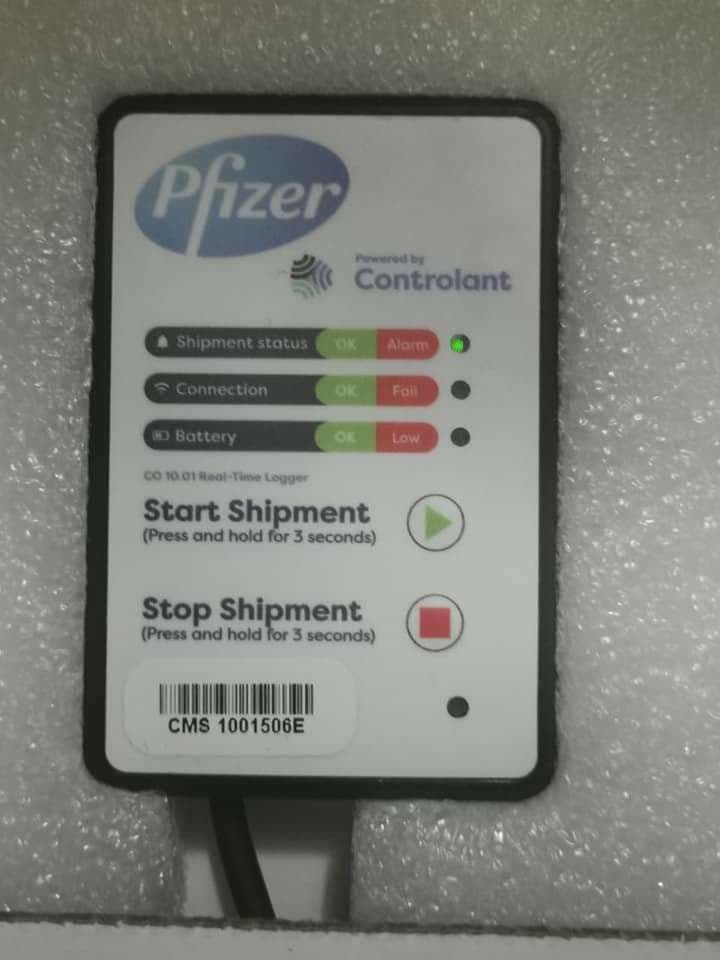 Pfizer
Powered by
Controlant
Shipment status OK Alarm
Connection OK Fail
Battery OK Low
CO 10.01 Real-Time Logger
Start Shipment
(Press and hold for 3 seconds)
Stop Shipment
(Press and hold for 3 seconds)
CMS 1001506E